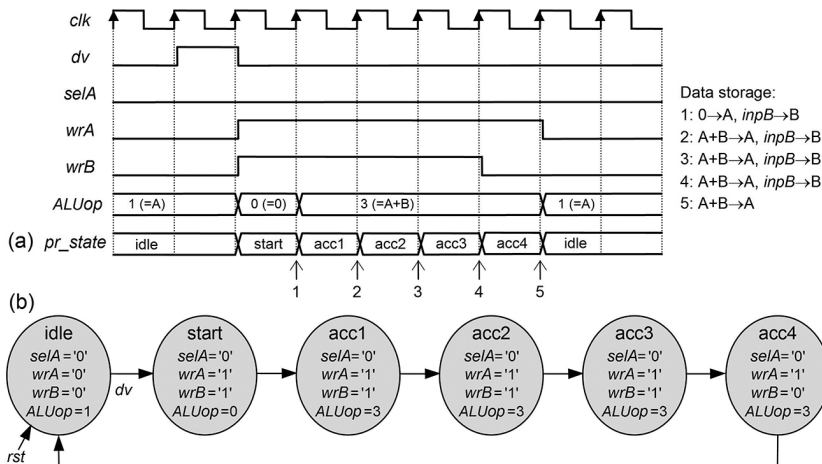 clk
dv
selA
wrA
wrB
ALUop 1 (=A) 0 (=0) 3 (=A+B) 1 (=A)
(a) pr_state idle start acc1 acc2 acc3 acc4 idle
1 2 3 4 5
Data storage:
1: 0→A, inpB→B
2: A+B→A, inpB→B
3: A+B→A, inpB→B
4: A+B→A, inpB→B
5: A+B→A
(b)
idle
selA='0'
wrA='0'
wrB='0'
ALUop=1
rst
dv
start
selA='0'
wrA='1'
wrB='1'
ALUop=0
acc1
selA='0'
wrA='1'
wrB='1'
ALUop=3
acc2
selA='0'
wrA='1'
wrB='1'
ALUop=3
acc3
selA='0'
wrA='1'
wrB='1'
ALUop=3
acc4
selA='0'
wrA='1'
wrB='0'
ALUop=3